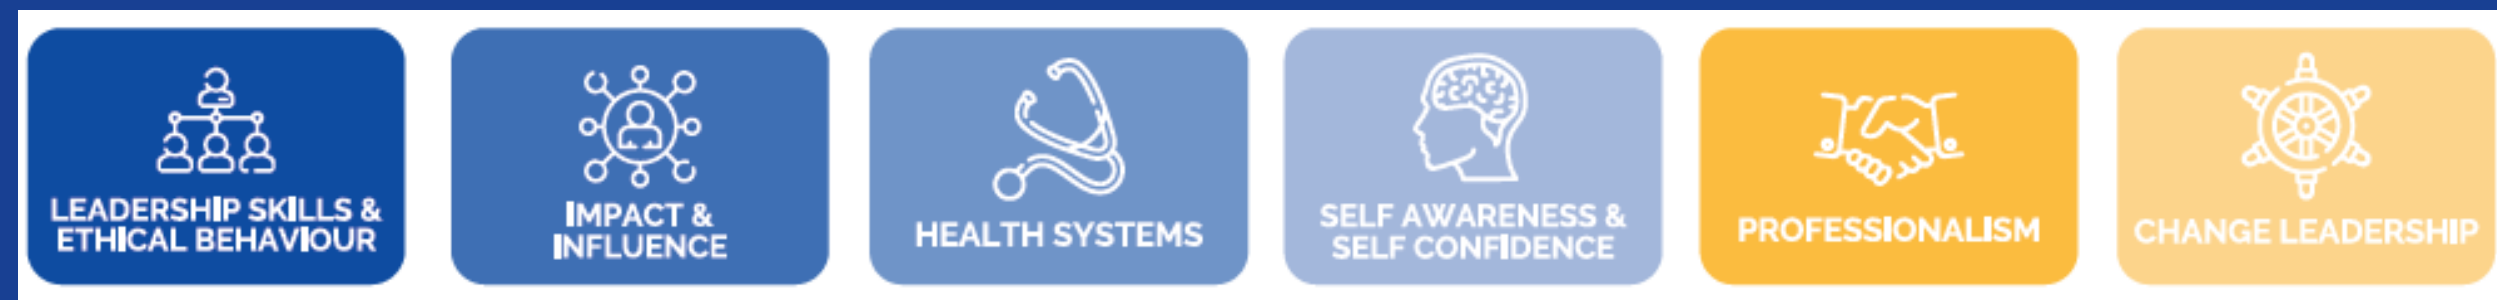 LEADERSHIP SKILLS &
ETHICAL BEHAVIOUR
IMPACT &
INFLUENCE
HEALTH SYSTEMS
SELF AWARENESS &
SELF CONFIDENCE
PROFESSIONALISM
CHANGE LEADERSHIP